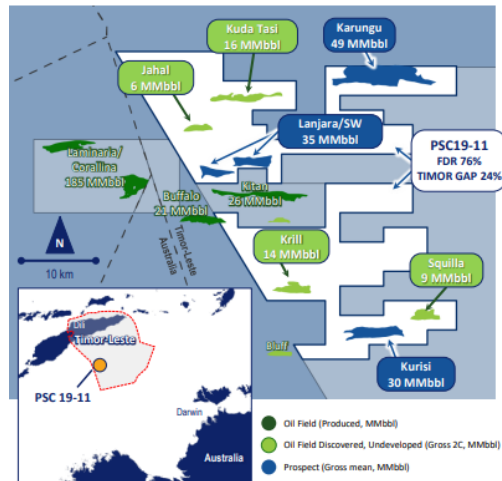 Kuda Tasi
16 MMbbl
Karungu
49 MMbbl
Jahal
6 MMbbl
Lanjara/SW
35 MMbbl
PSC19-11
FDR 76%
TIMOR GAP 24%
Laminaria/
Corallina
185 MMbbl
Buffalo
21 MMbbl
Kitan
26 MMbbl
N
10 km
Timor-Leste
Australia
Krill
14 MMbbl
Squilla
9 MMbbl
Bluff
Kurisi
30 MMbbl
Dili
Timor-Leste
PSC 19-11
Darwin
Australia
Oil Field (Produced, MMbbl)
Oil Field Discovered, Undeveloped (Gross 2C, MMbbl)
Prospect (Gross mean, MMbbl)